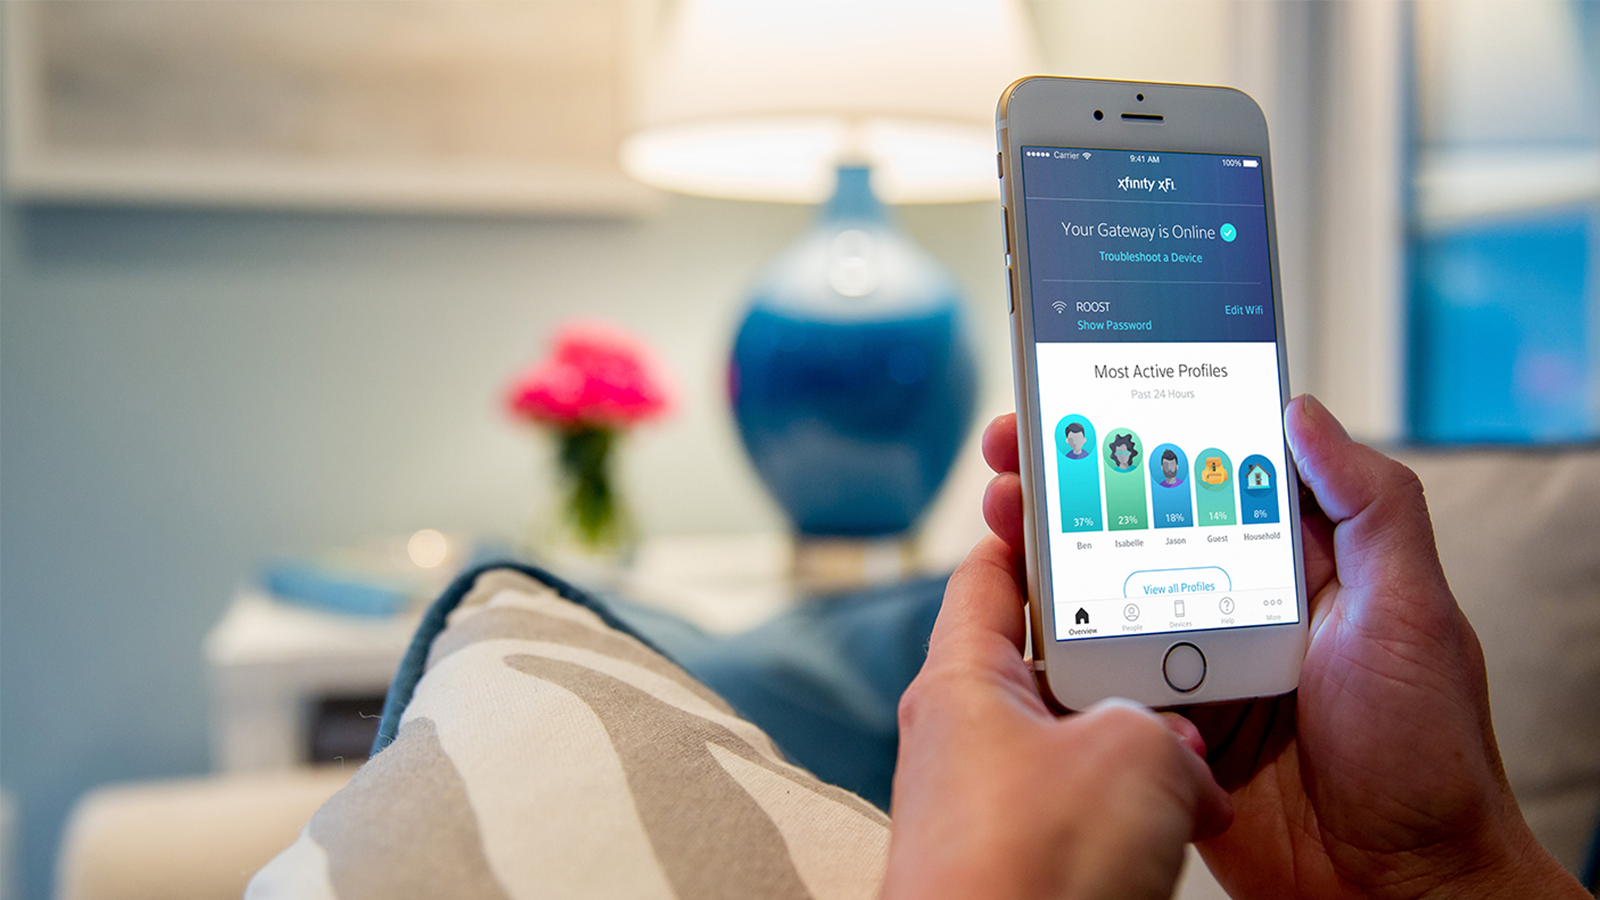 Carrier 9:41 AM 100%
xfinity xFi
Your Gateway is Online
Troubleshoot a Device
ROOST Edit Wifi
Show Password
Most Active Profiles
Past 24 Hours
37% 23% 18% 14% 8%
Ben Isabelle Jason Guest Household
View all Profiles
Overview People Devices Help More